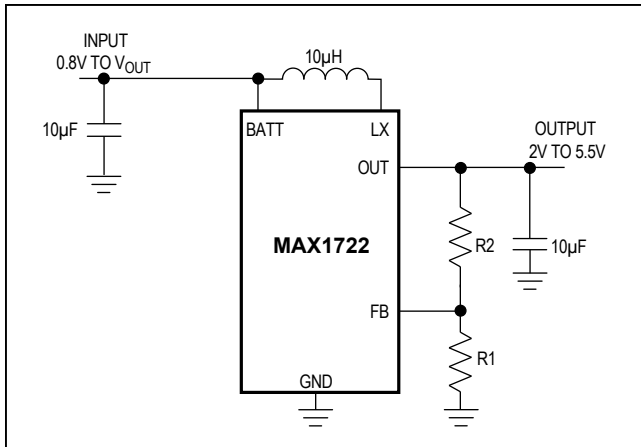 INPUT
0.8V TO VOUT
10µH
10µF
BATT
LX
OUT
OUTPUT
2V TO 5.5V
MAX1722
R2
10µF
FB
R1
GND